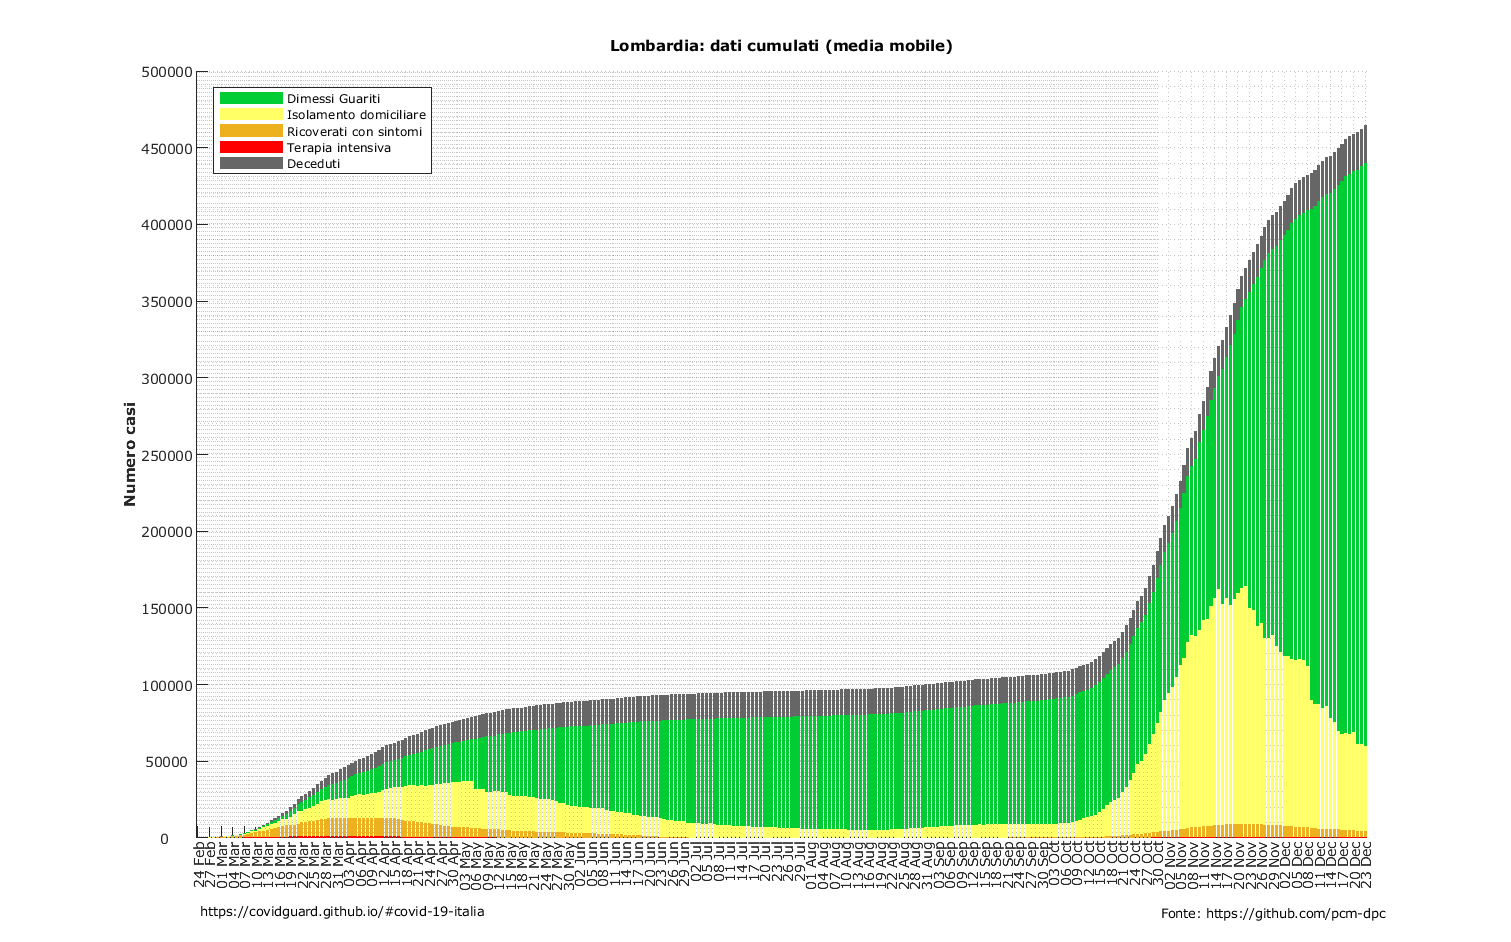 Lombardia: dati cumulati (media mobile)
500000
450000
400000
350000
300000
250000
200000
150000
100000
50000
0
Numero casi
Dimessi Guariti
Isolamento domiciliare
Ricoverati con sintomi
Terapia intensiva
Deceduti
24 Feb
27 Feb
01 Mar
04 Mar
07 Mar
10 Mar
13 Mar
16 Mar
19 Mar
22 Mar
25 Mar
28 Mar
31 Mar
03 Apr
06 Apr
09 Apr
12 Apr
15 Apr
18 Apr
21 Apr
24 Apr
27 Apr
30 Apr
03 May
06 May
09 May
12 May
15 May
18 May
21 May
24 May
27 May
30 May
02 Jun
05 Jun
08 Jun
11 Jun
14 Jun
17 Jun
20 Jun
23 Jun
26 Jun
29 Jun
02 Jul
05 Jul
08 Jul
11 Jul
14 Jul
17 Jul
20 Jul
23 Jul
26 Jul
29 Jul
01 Aug
04 Aug
07 Aug
10 Aug
13 Aug
16 Aug
19 Aug
22 Aug
25 Aug
28 Aug
31 Aug
03 Sep
06 Sep
09 Sep
12 Sep
15 Sep
18 Sep
21 Sep
24 Sep
27 Sep
30 Sep
03 Oct
06 Oct
09 Oct
12 Oct
15 Oct
18 Oct
21 Oct
24 Oct
27 Oct
30 Oct
02 Nov
05 Nov
08 Nov
11 Nov
14 Nov
17 Nov
20 Nov
23 Nov
26 Nov
29 Nov
02 Dec
05 Dec
08 Dec
11 Dec
14 Dec
17 Dec
20 Dec
23 Dec
https://covidguard.github.io/#covid-19-italia
Fonte: https://github.com/pcm-dpc